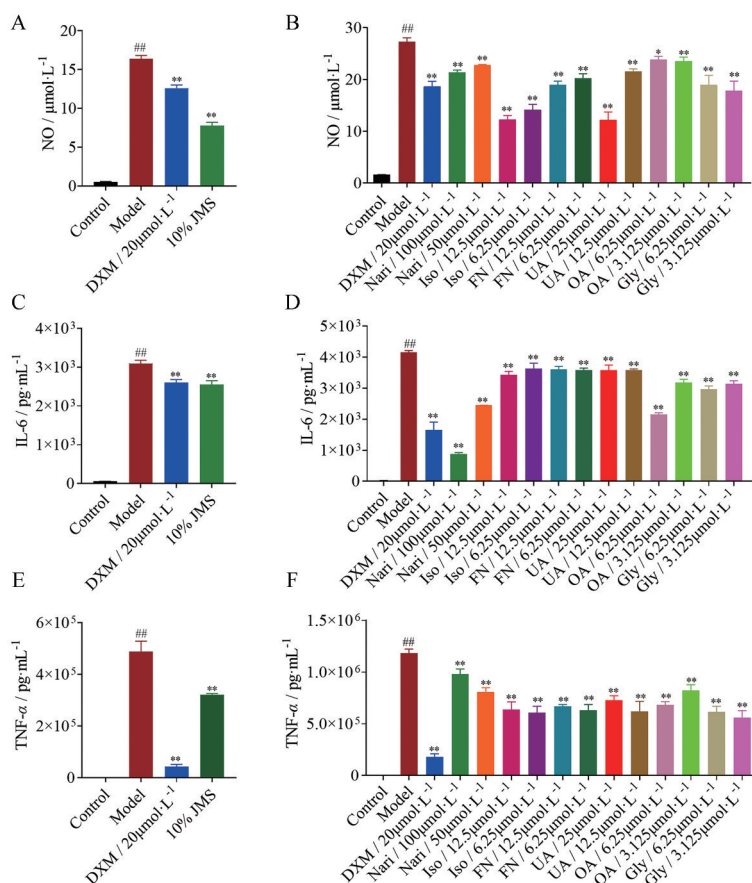 A
NO / μmol·L⁻¹
20
15
10
5
0
##
**
**
Control
Model
DXM / 20μmol·L⁻¹
10% JMS
B
NO / μmol·L⁻¹
30
20
10
0
##
**
**
**
**
**
**
**
**
**
*
**
**
**
Control
Model
DXM / 20μmol·L⁻¹
Nari / 100μmol·L⁻¹
Nari / 50μmol·L⁻¹
Iso / 12.5μmol·L⁻¹
Iso / 6.25μmol·L⁻¹
FN / 12.5μmol·L⁻¹
FN / 6.25μmol·L⁻¹
UA / 25μmol·L⁻¹
UA / 12.5μmol·L⁻¹
OA / 6.25μmol·L⁻¹
OA / 3.125μmol·L⁻¹
Gly / 6.25μmol·L⁻¹
Gly / 3.125μmol·L⁻¹
C
IL-6 / pg·mL⁻¹
4×10³
3×10³
2×10³
1×10³
0
##
**
**
Control
Model
DXM / 20μmol·L⁻¹
10% JMS
D
IL-6 / pg·mL⁻¹
5×10³
4×10³
3×10³
2×10³
1×10³
0
##
**
**
**
**
**
**
**
**
**
**
**
**
**
Control
Model
DXM / 20μmol·L⁻¹
Nari / 100μmol·L⁻¹
Nari / 50μmol·L⁻¹
Iso / 12.5μmol·L⁻¹
Iso / 6.25μmol·L⁻¹
FN / 12.5μmol·L⁻¹
FN / 6.25μmol·L⁻¹
UA / 25μmol·L⁻¹
UA / 12.5μmol·L⁻¹
OA / 6.25μmol·L⁻¹
OA / 3.125μmol·L⁻¹
Gly / 6.25μmol·L⁻¹
Gly / 3.125μmol·L⁻¹
E
TNF-α / pg·mL⁻¹
6×10⁵
4×10⁵
2×10⁵
0
##
**
**
Control
Model
DXM / 20μmol·L⁻¹
10% JMS
F
TNF-α / pg·mL⁻¹
1.5×10⁶
1.0×10⁶
5.0×10⁵
0
##
**
**
**
**
**
**
**
**
**
**
**
**
**
Control
Model
DXM / 20μmol·L⁻¹
Nari / 100μmol·L⁻¹
Nari / 50μmol·L⁻¹
Iso / 12.5μmol·L⁻¹
Iso / 6.25μmol·L⁻¹
FN / 12.5μmol·L⁻¹
FN / 6.25μmol·L⁻¹
UA / 25μmol·L⁻¹
UA / 12.5μmol·L⁻¹
OA / 6.25μmol·L⁻¹
OA / 3.125μmol·L⁻¹
Gly / 6.25μmol·L⁻¹
Gly / 3.125μmol·L⁻¹